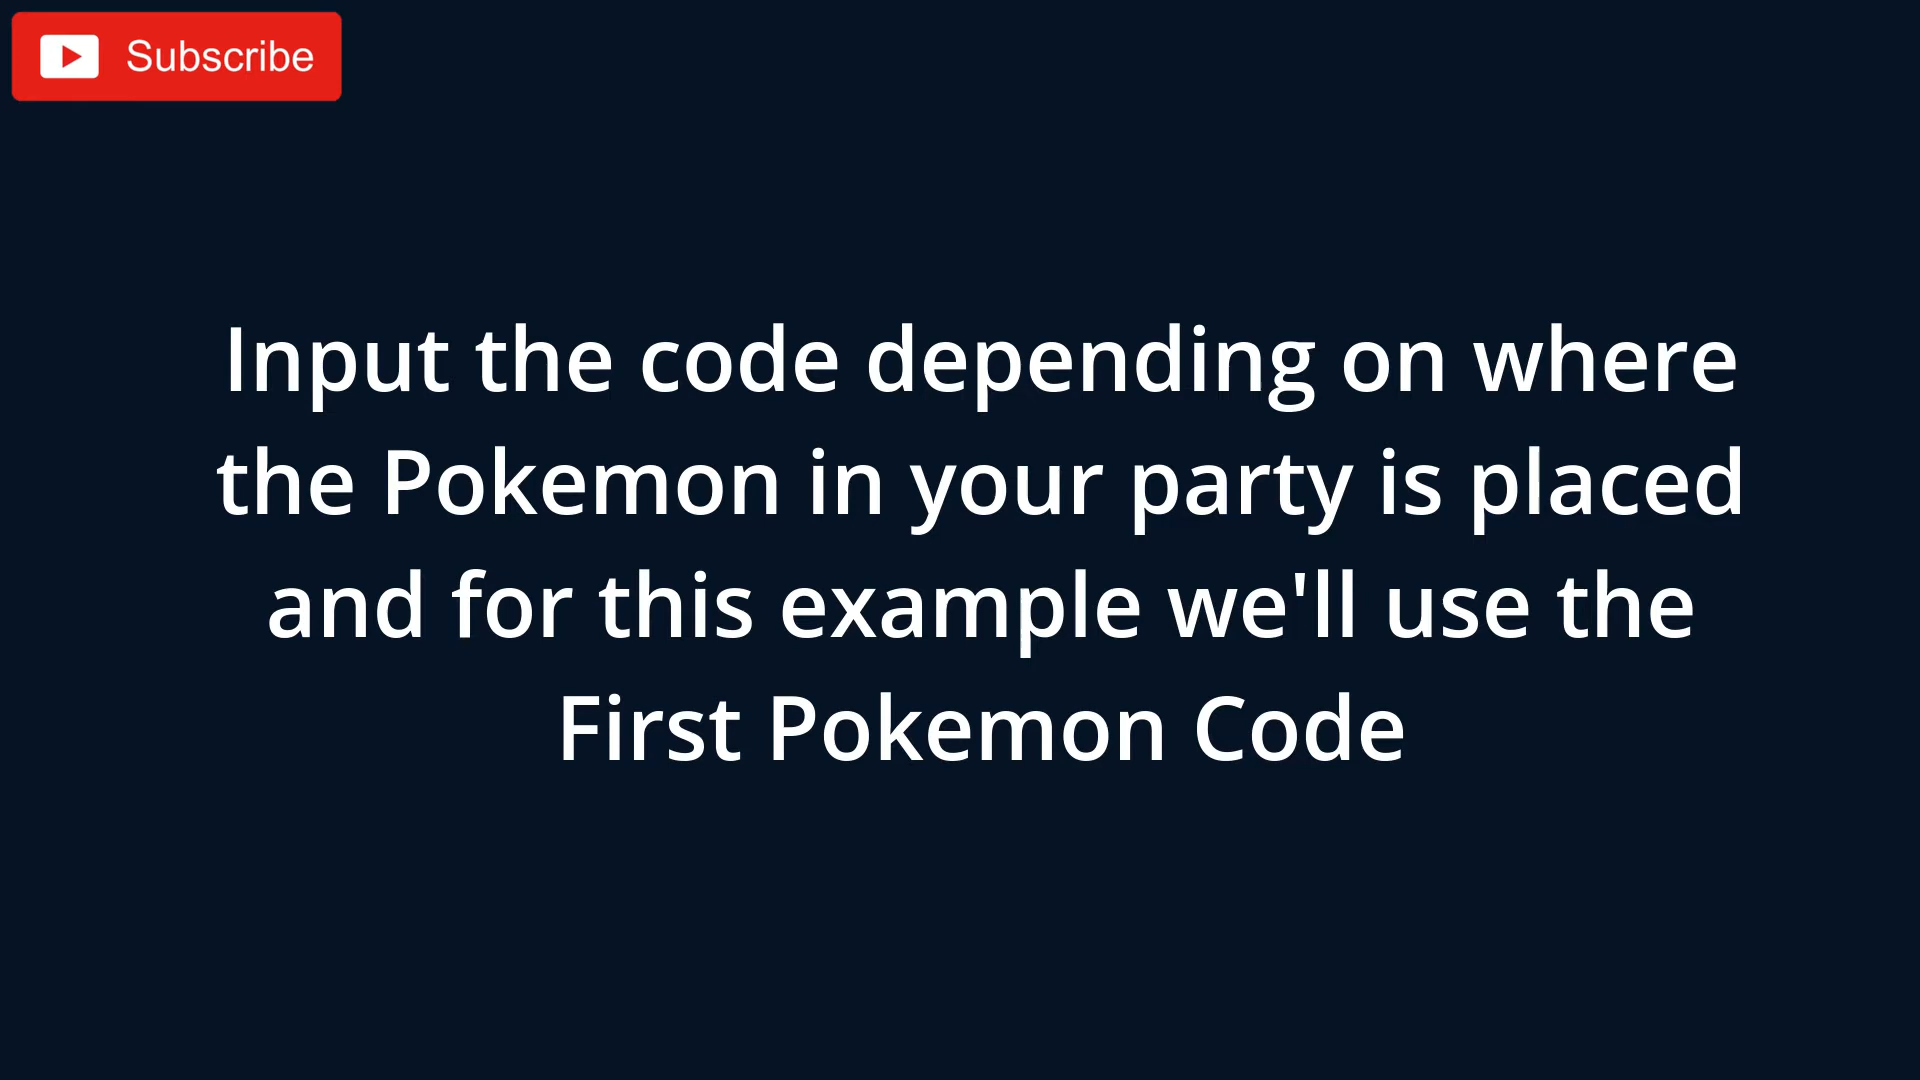 Subscribe
Input the code depending on where
the Pokemon in your party is placed
and for this example we'll use the
First Pokemon Code